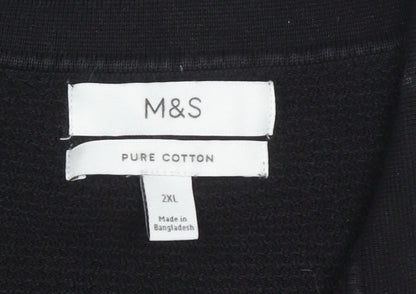 M&S
PURE COTTON
2XL
Made in
Bangladesh